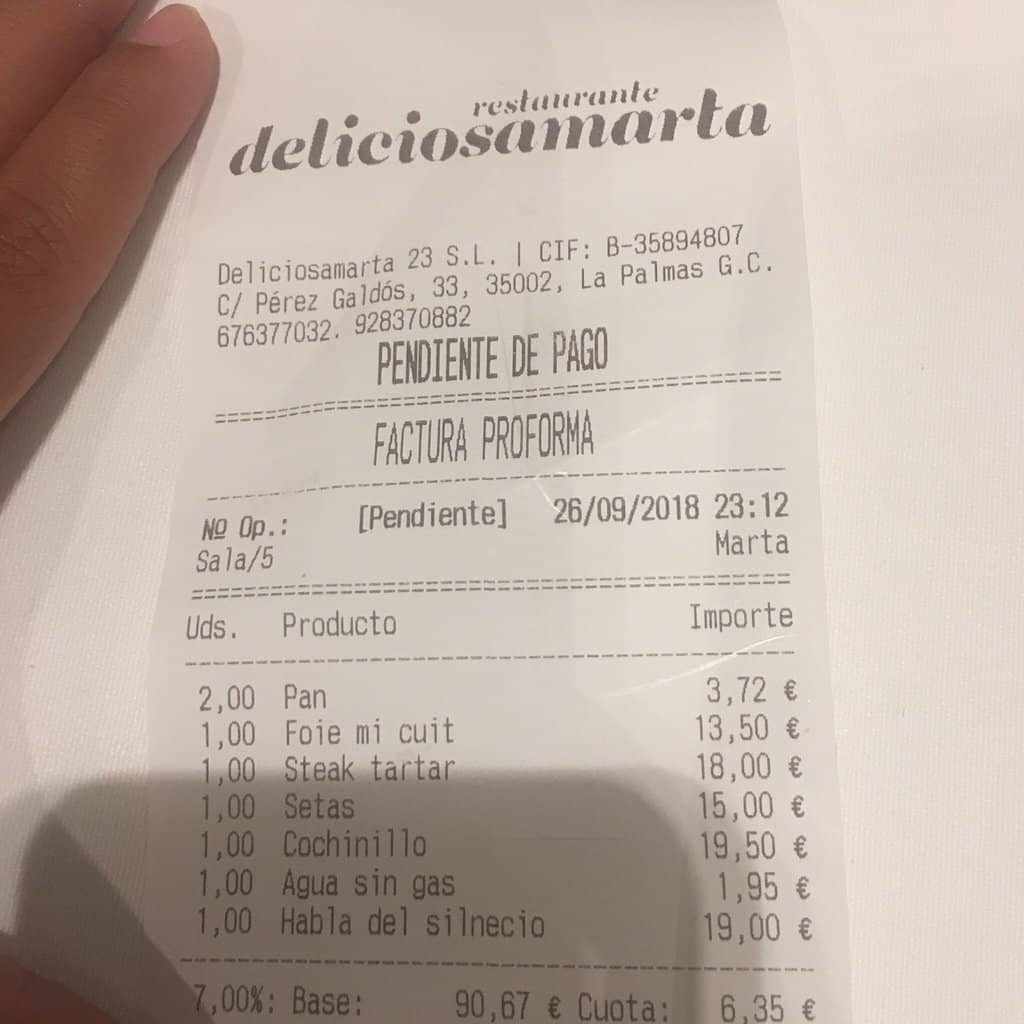 restaurante
deliciosamarta
Deliciosamarta 23 S.L. | CIF: B-35894807
C/ Pérez Galdós, 33, 35002, La Palmas G.C.
676377032. 928370882
PENDIENTE DE PAGO
FACTURA PROFORMA
Nº Op.: [Pendiente] 26/09/2018 23:12
Sala/5 Marta
Uds. Producto Importe
2,00 Pan 3,72 €
1,00 Foie mi cuit 13,50 €
1,00 Steak tartar 18,00 €
1,00 Setas 15,00 €
1,00 Cochinillo 19,50 €
1,00 Agua sin gas 1,95 €
1,00 Habla del silnecio 19,00 €
7,00%: Base: 90,67 € Cuota: 6,35 €